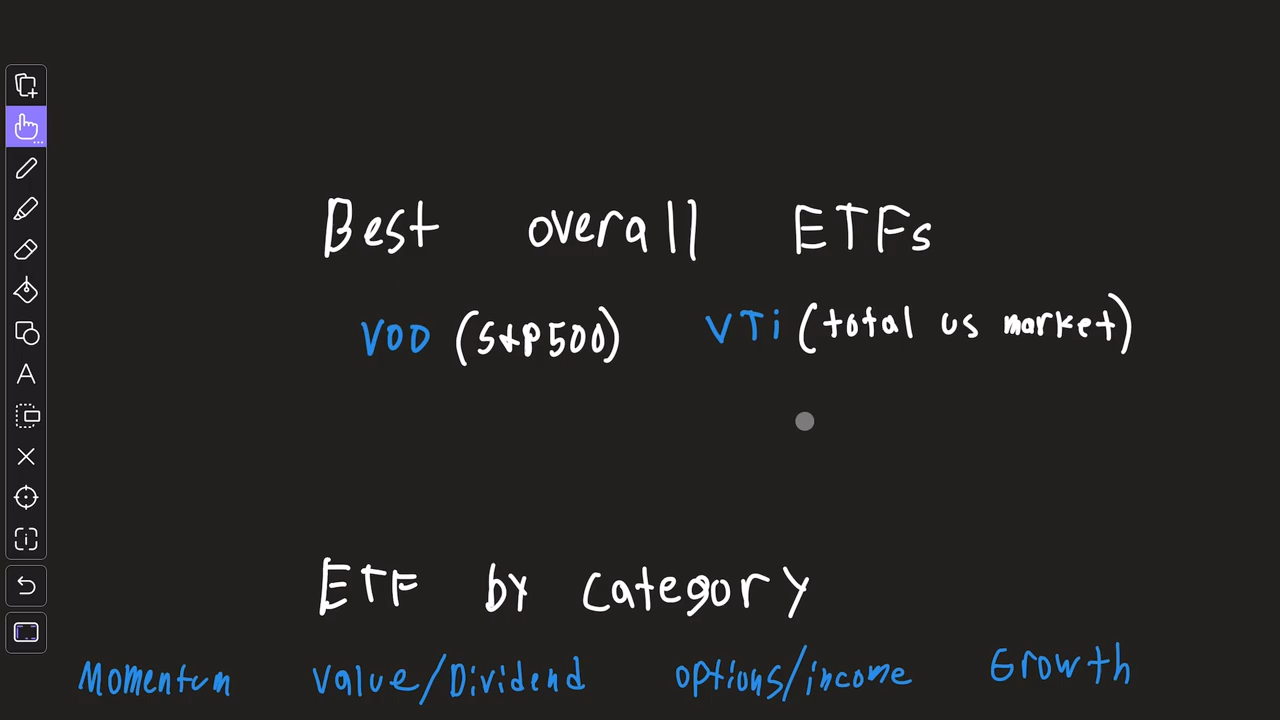 Best overall ETFs
VOO (S&P500) VTi (total us market)
ETF by category
Momentum Value/Dividend options/income Growth